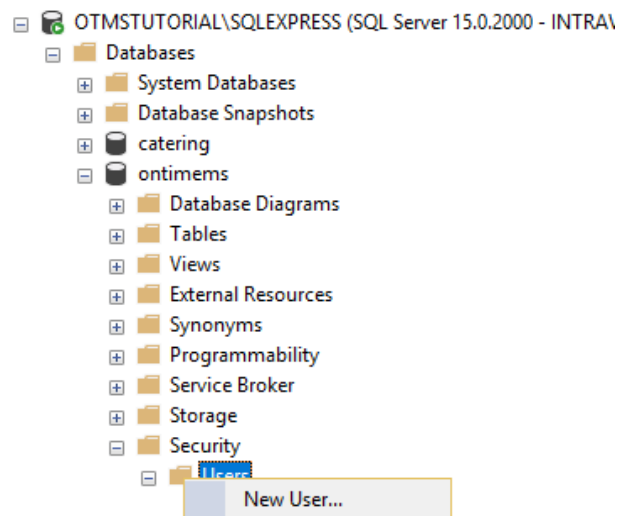 OTMSTUTORIAL\SQLEXPRESS (SQL Server 15.0.2000 - INTRA\
Databases
System Databases
Database Snapshots
catering
ontimems
Database Diagrams
Tables
Views
External Resources
Synonyms
Programmability
Service Broker
Storage
Security
Users
New User...